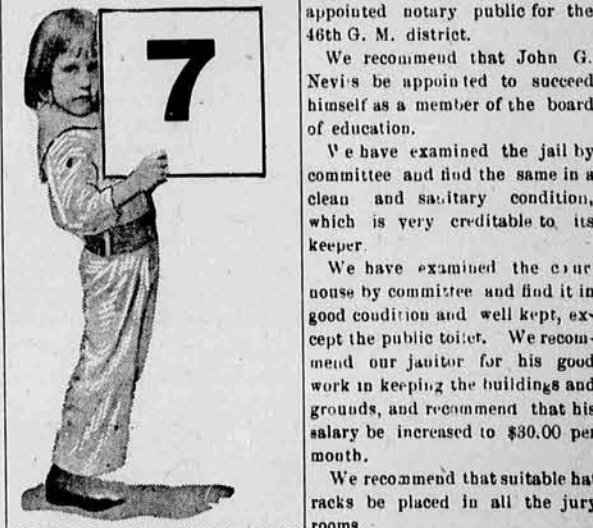 7
appointed notary public for the
46th G. M. district.
We recommend that John G.
Nevis be appointed to succeed
himself as a member of the board
of education.
We have examined the jail by
committee and find the same in a
clean and sanitary condition,
which is very creditable to its
keeper.
We have examined the cour
house by committee and find it in
good condition and well kept, ex-
cept the public toilet. We recom-
mend our janitor for his good
work in keeping the buildings and
grounds, and recommend that his
salary be increased to $30.00 per
month.
We recommend that suitable hat
racks be placed in all the jury
rooms